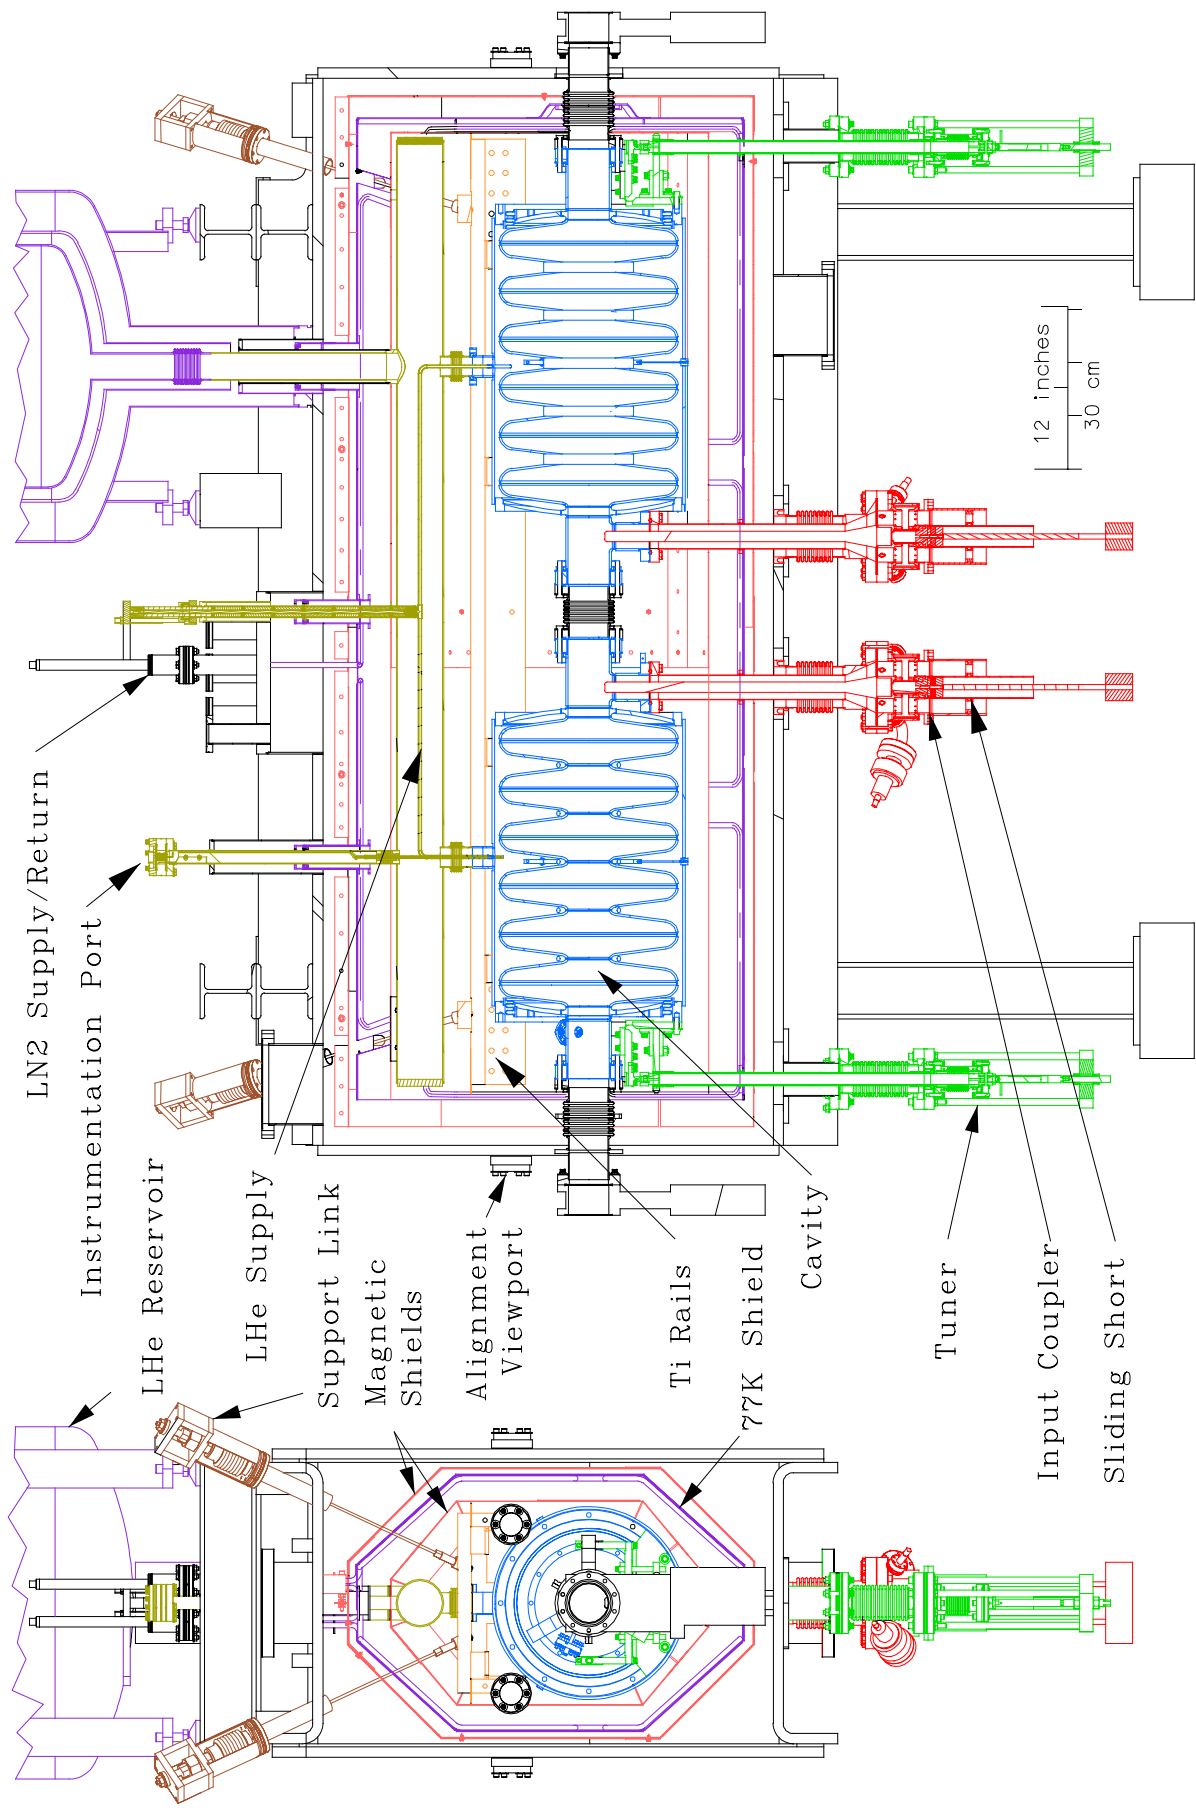 LN2 Supply/Return
Instrumentation Port
LHe Reservoir
LHe Supply
Support Link
Magnetic
Shields
Alignment
Viewport
Ti Rails
77K Shield
Cavity
Tuner
Input Coupler
Sliding Short
12 inches
30 cm